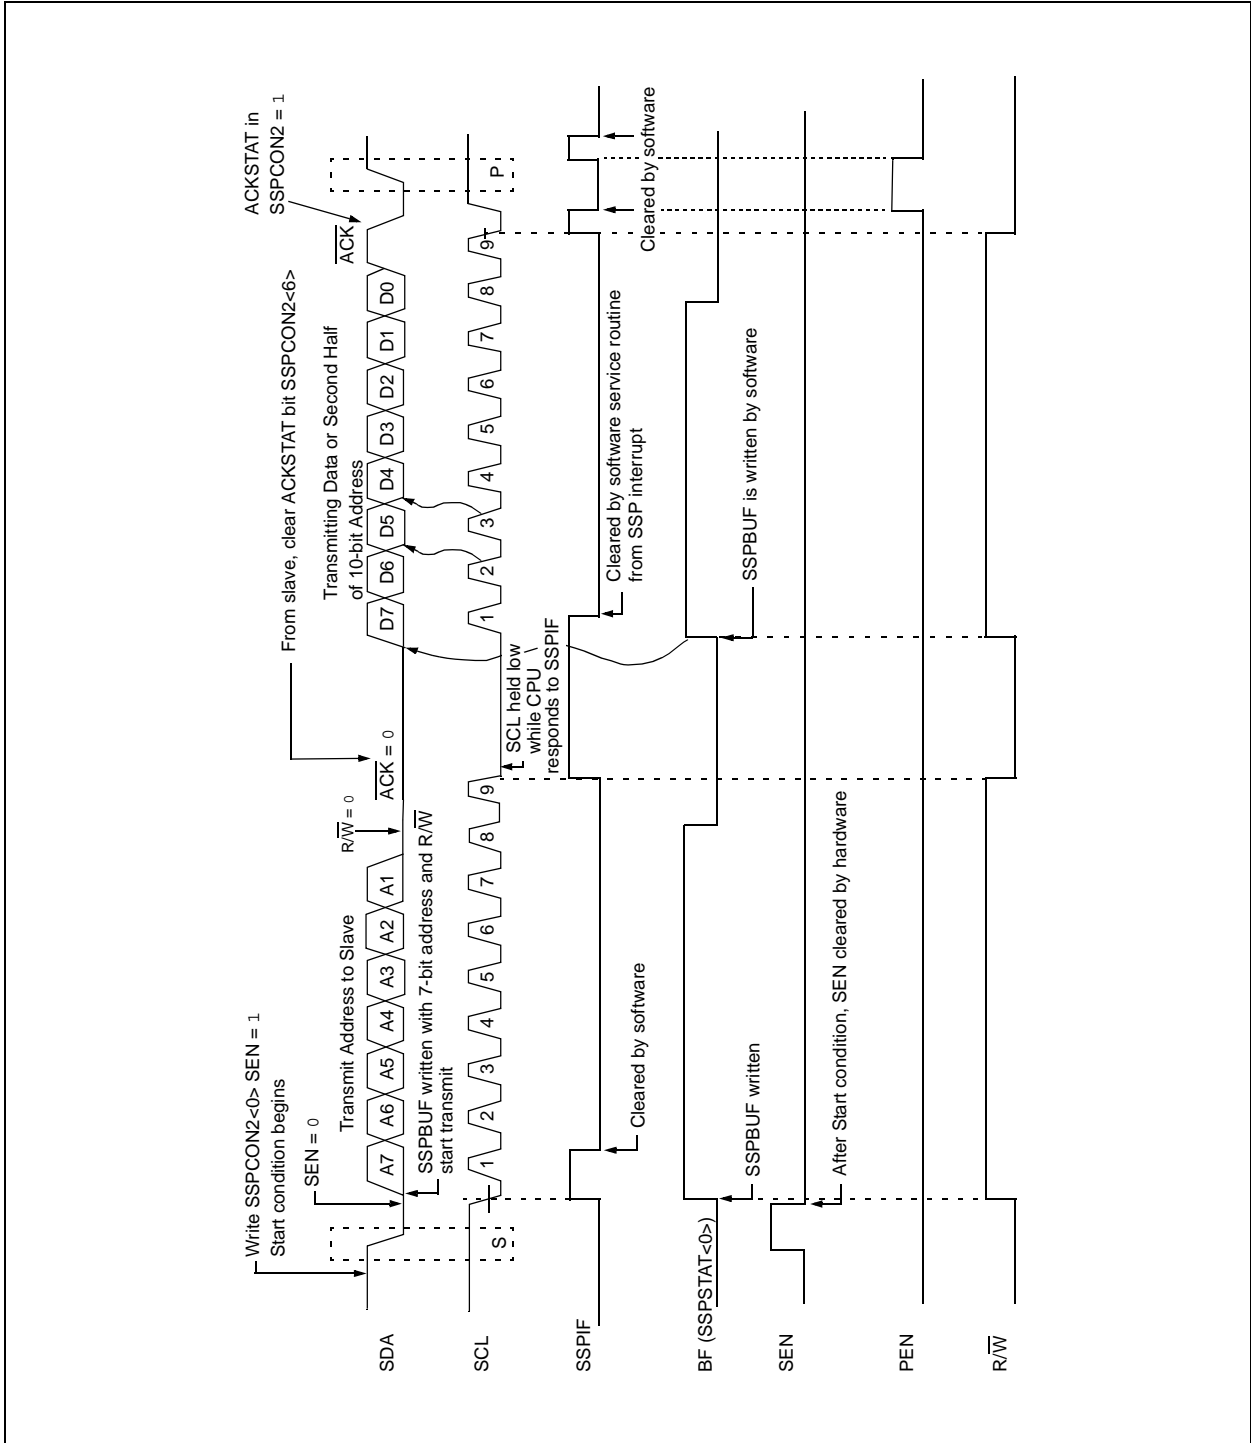 Write SSPCON2<0> SEN = 1
Start condition begins
SEN = 0
Transmit Address to Slave
R/W = 0
From slave, clear ACKSTAT bit SSPCON2<6>
ACK = 0
Transmitting Data or Second Half
of 10-bit Address
ACK
ACKSTAT in
SSPCON2 = 1
SDA
A7 A6 A5 A4 A3 A2 A1
D7 D6 D5 D4 D3 D2 D1 D0
SSPBUF written with 7-bit address and R/W
start transmit
SCL
S
1 2 3 4 5 6 7 8 9
1 2 3 4 5 6 7 8 9
P
SCL held low
while CPU
responds to SSPIF
SSPIF
Cleared by software
Cleared by software service routine
from SSP interrupt
Cleared by software
BF (SSPSTAT<0>)
SSPBUF written
SSPBUF is written by software
SEN
After Start condition, SEN cleared by hardware
PEN
R/W